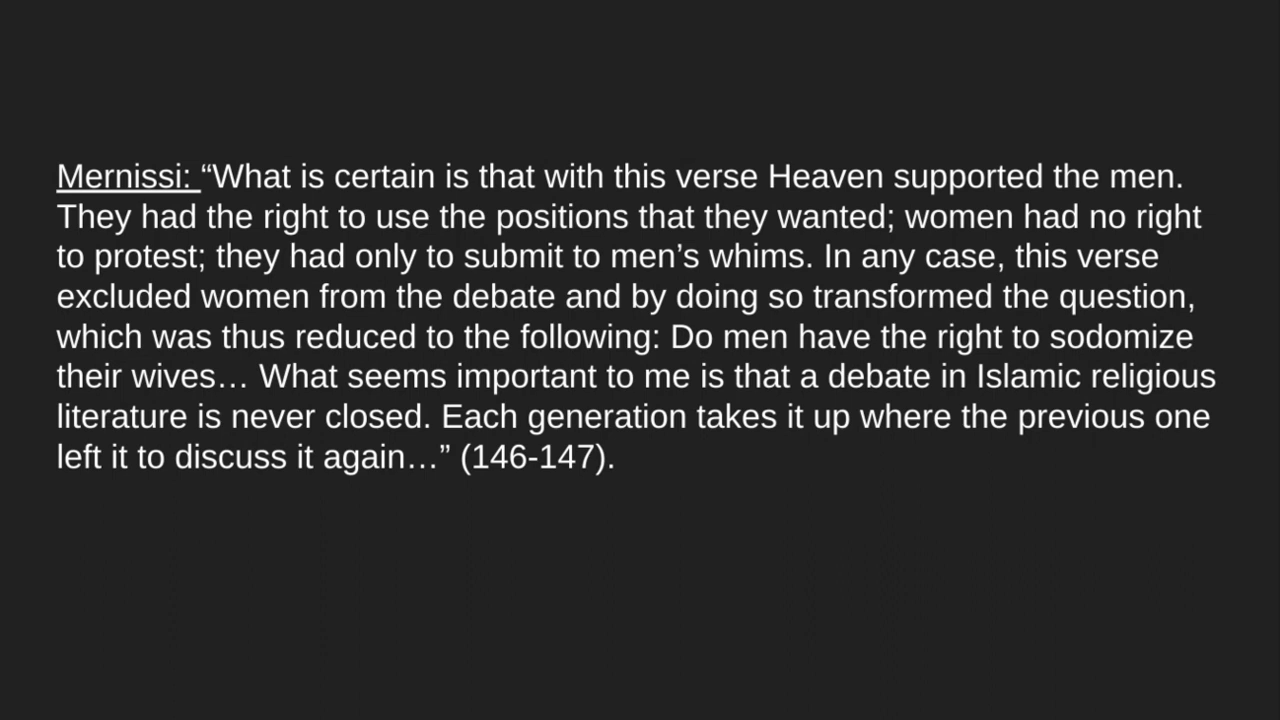 Mernissi: “What is certain is that with this verse Heaven supported the men.
They had the right to use the positions that they wanted; women had no right
to protest; they had only to submit to men’s whims. In any case, this verse
excluded women from the debate and by doing so transformed the question,
which was thus reduced to the following: Do men have the right to sodomize
their wives… What seems important to me is that a debate in Islamic religious
literature is never closed. Each generation takes it up where the previous one
left it to discuss it again…” (146-147).